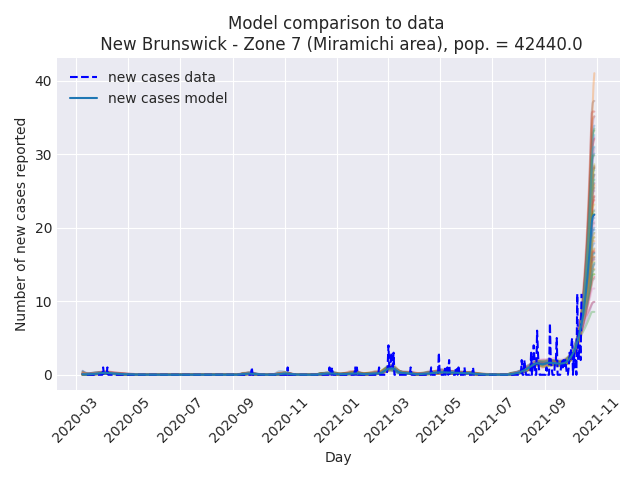 Model comparison to data
New Brunswick - Zone 7 (Miramichi area), pop. = 42440.0
new cases data
new cases model
Number of new cases reported
40
30
20
10
0
2020-03
2020-05
2020-07
2020-09
2020-11
2021-01
2021-03
2021-05
2021-07
2021-09
2021-11
Day